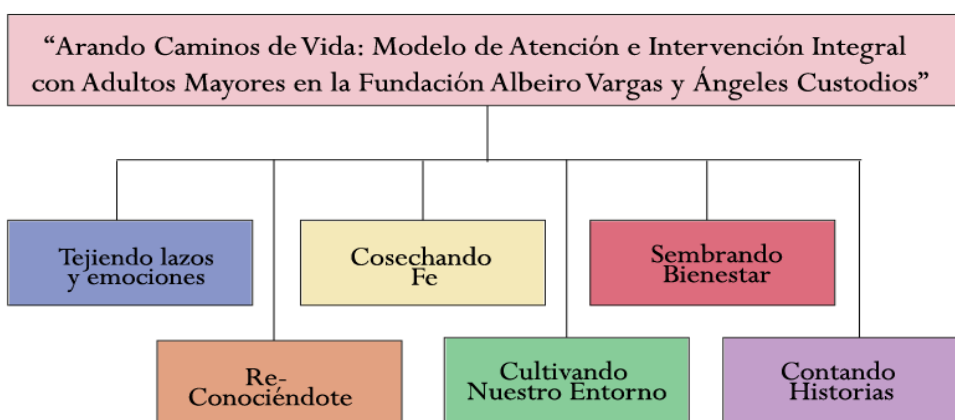 “Arando Caminos de Vida: Modelo de Atención e Intervención Integral
con Adultos Mayores en la Fundación Albeiro Vargas y Ángeles Custodios”
Tejiendo lazos
y emociones
Cosechando
Fe
Sembrando
Bienestar
Re-
Conociéndote
Cultivando
Nuestro Entorno
Contando
Historias